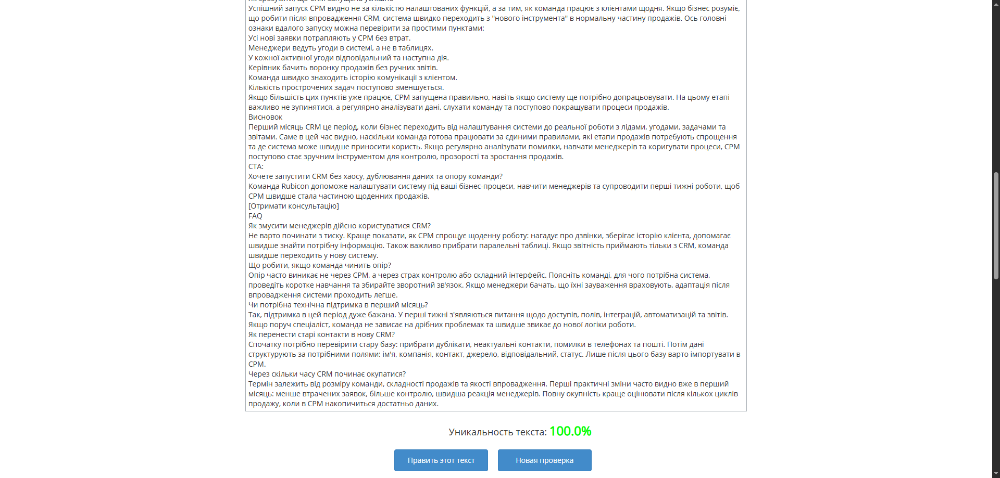 Як зрозуміти, що CRM запущена успішно
Успішний запуск СРМ видно не за кількістю налаштованих функцій, а за тим, як команда працює з клієнтами щодня. Якщо бізнес розуміє,
що робити після впровадження CRM, система швидко переходить з "нового інструмента" в нормальну частину продажів. Ось головні
ознаки вдалого запуску можна перевірити за простими пунктами:
Усі нові заявки потрапляють у СРМ без втрат.
Менеджери ведуть угоди в системі, а не в таблицях.
У кожної активної угоди відповідальний та наступна дія.
Керівник бачить воронку продажів без ручних звітів.
Команда швидко знаходить історію комунікації з клієнтом.
Кількість прострочених задач поступово зменшується.
Якщо більшість цих пунктів уже працює, СРМ запущена правильно, навіть якщо систему ще потрібно допрацьовувати. На цьому етапі
важливо не зупинятися, а регулярно аналізувати дані, слухати команду та поступово покращувати процеси продажів.
Висновок
Перший місяць CRM це період, коли бізнес переходить від налаштування системи до реальної роботи з лідами, угодами, задачами та
звітами. Саме в цей час видно, наскільки команда готова працювати за єдиними правилами, які етапи продажів потребують спрощення
та де система може швидше приносити користь. Якщо регулярно аналізувати помилки, навчати менеджерів та коригувати процеси, СРМ
поступово стає зручним інструментом для контролю, прозорості та зростання продажів.
CTA:
Хочете запустити CRM без хаосу, дублювання даних та опору команди?
Команда Rubicon допоможе налаштувати систему під ваші бізнес-процеси, навчити менеджерів та супроводити перші тижні роботи, щоб
СРМ швидше стала частиною щоденних продажів.
[Отримати консультацію]
FAQ
Як змусити менеджерів дійсно користуватися CRM?
Не варто починати з тиску. Краще показати, як СРМ спрощує щоденну роботу: нагадує про дзвінки, зберігає історію клієнта, допомагає
швидше знайти потрібну інформацію. Також важливо прибрати паралельні таблиці. Якщо звітність приймають тільки з CRM, команда
швидше переходить у нову систему.
Що робити, якщо команда чинить опір?
Опір часто виникає не через СРМ, а через страх контролю або складний інтерфейс. Поясніть команді, для чого потрібна система,
проведіть коротке навчання та збирайте зворотний зв'язок. Якщо менеджери бачать, що їхні зауваження враховують, адаптація після
впровадження системи проходить легше.
Чи потрібна технічна підтримка в перший місяць?
Так, підтримка в цей період дуже бажана. У перші тижні з'являються питання щодо доступів, полів, інтеграцій, автоматизацій та звітів.
Якщо поруч спеціаліст, команда не зависає на дрібних проблемах та швидше звикає до нової логіки роботи.
Як перенести старі контакти в нову CRM?
Спочатку потрібно перевірити стару базу: прибрати дублікати, неактуальні контакти, помилки в телефонах та пошті. Потім дані
структурують за потрібними полями: ім'я, компанія, контакт, джерело, відповідальний, статус. Лише після цього базу варто імпортувати в
СРМ.
Через скільки часу CRM починає окупатися?
Термін залежить від розміру команди, складності продажів та якості впровадження. Перші практичні зміни часто видно вже в перший
місяць: менше втрачених заявок, більше контролю, швидша реакція менеджерів. Повну окупність краще оцінювати після кількох циклів
продажу, коли в СРМ накопичиться достатньо даних.
Уникальность текста: 100.0%
Править этот текст
Новая проверка